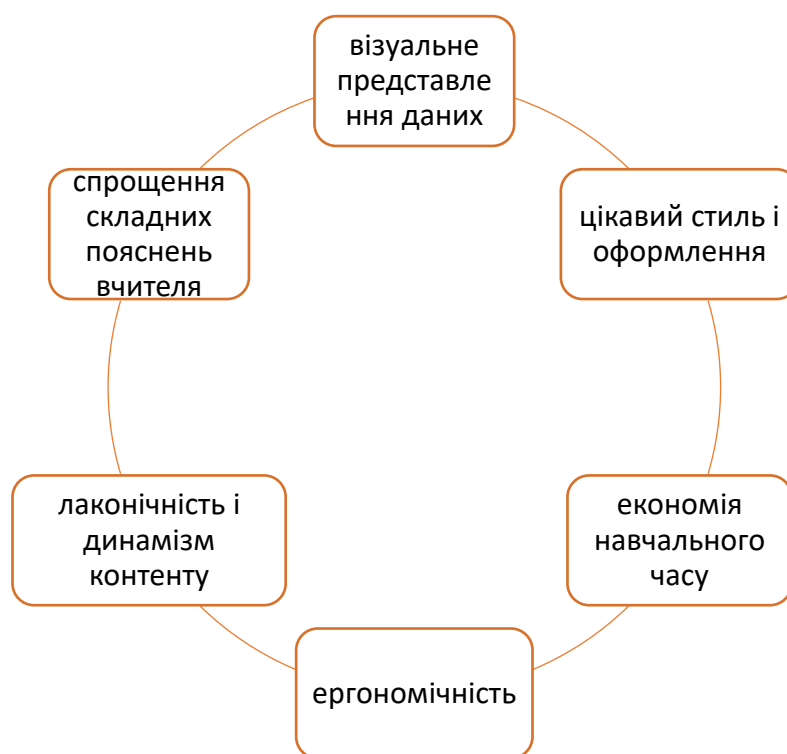 візуальне
представле
ння даних
цікавий стиль і
оформлення
економія
навчального
часу
ергономічність
лаконічність і
динамізм
контенту
спрощення
складних
пояснень
вчителя